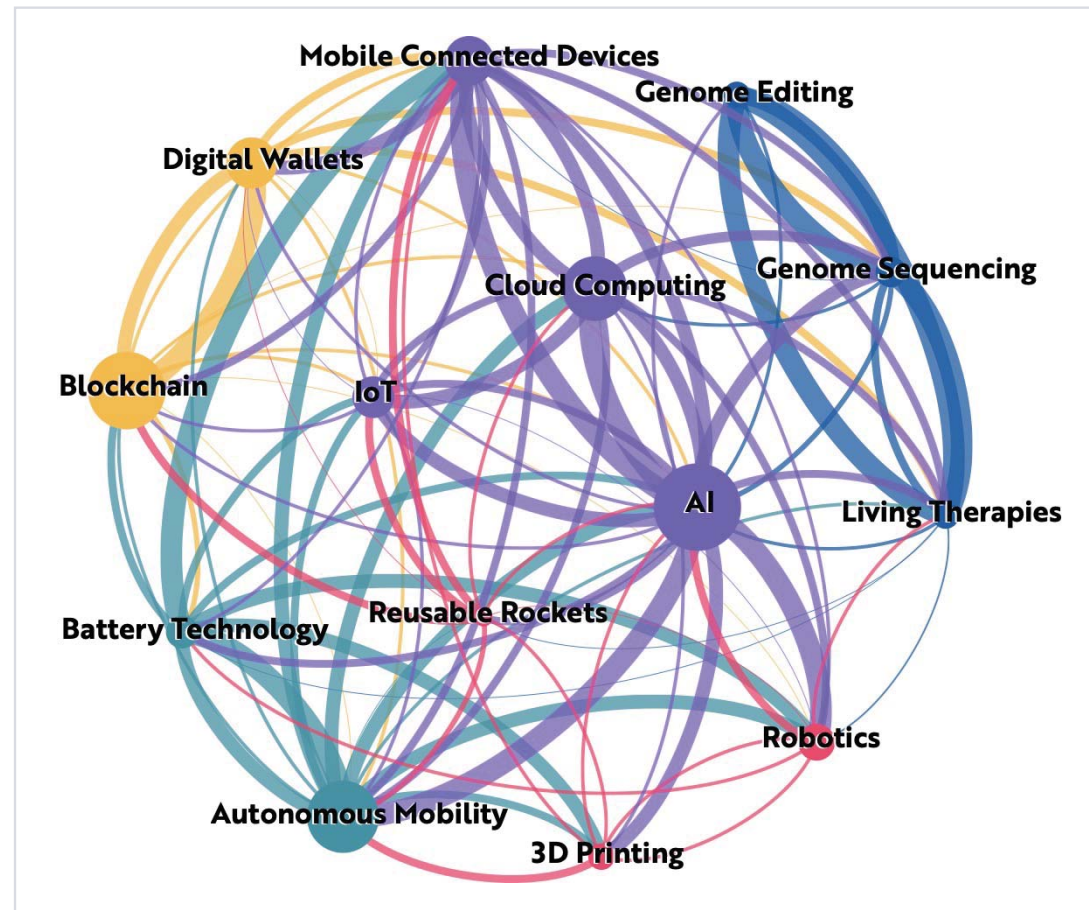 Mobile Connected Devices
Genome Editing
Digital Wallets
Genome Sequencing
Cloud Computing
Blockchain
IoT
AI
Living Therapies
Reusable Rockets
Battery Technology
Robotics
Autonomous Mobility
3D Printing